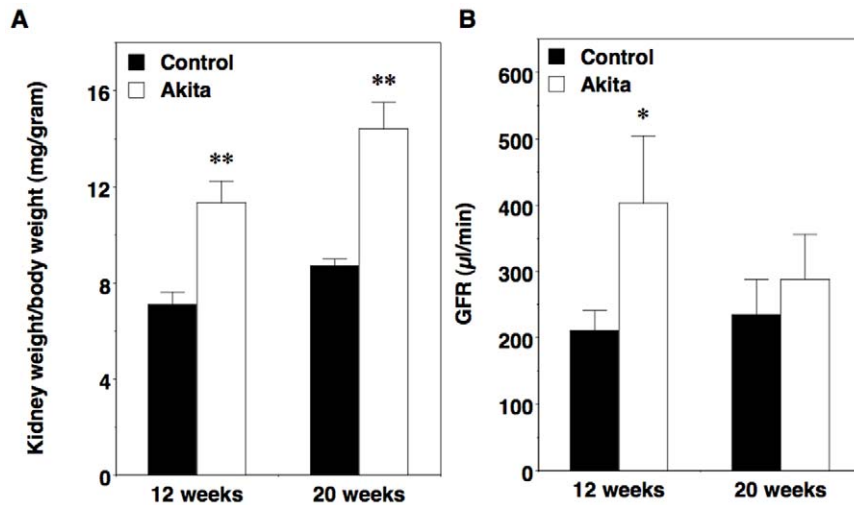 A
Kidney weight/body weight (mg/gram)
Control
Akita
16
12
8
4
0
**
**
12 weeks
20 weeks
B
GFR (µl/min)
Control
Akita
600
500
400
300
200
100
0
*
12 weeks
20 weeks